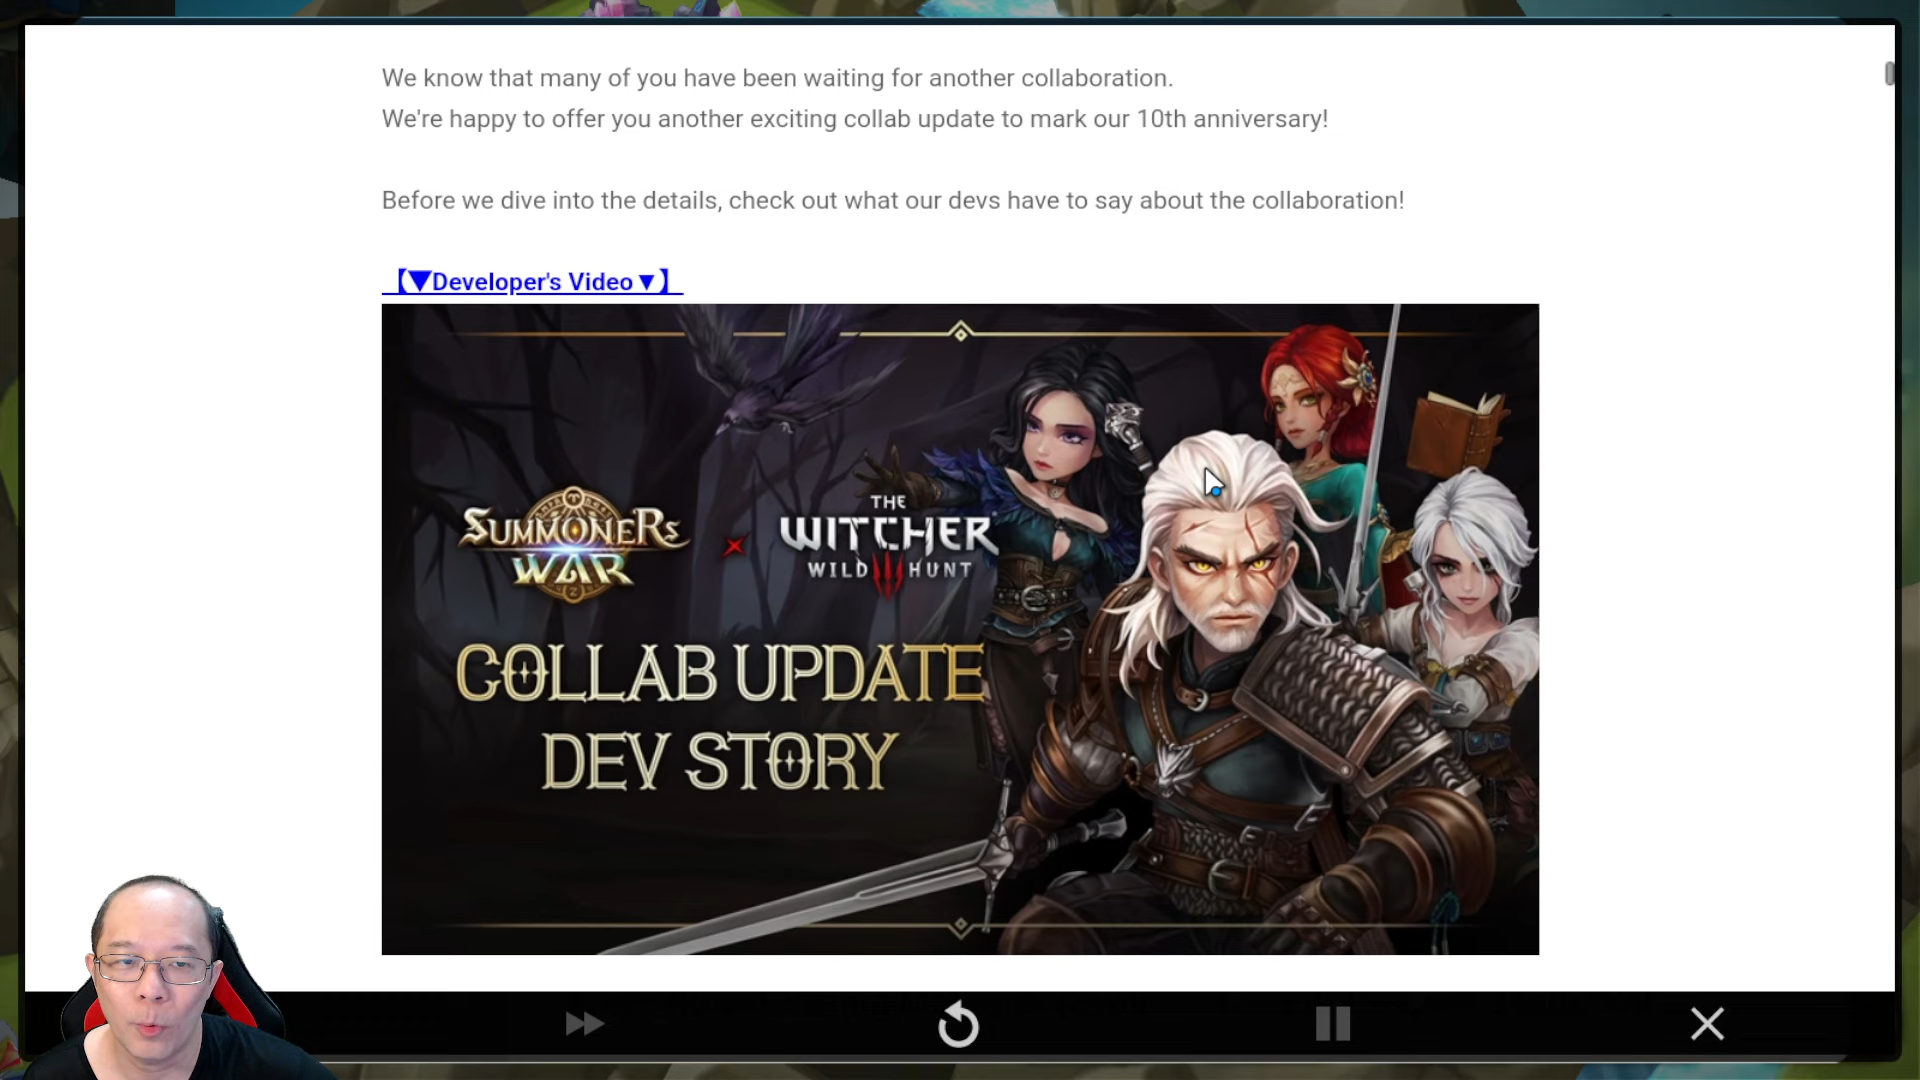 We know that many of you have been waiting for another collaboration.
We're happy to offer you another exciting collab update to mark our 10th anniversary!
Before we dive into the details, check out what our devs have to say about the collaboration!
【▼Developer's Video▼】
SUMMONERS
WAR
×
THE
WITCHER
WILD III HUNT
COLLAB UPDATE
DEV STORY